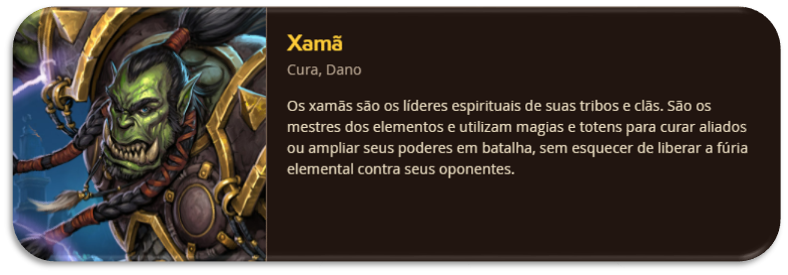 Xamã
Cura, Dano
Os xamãs são os líderes espirituais de suas tribos e clãs. São os
mestres dos elementos e utilizam magias e totens para curar aliados
ou ampliar seus poderes em batalha, sem esquecer de liberar a fúria
elemental contra seus oponentes.